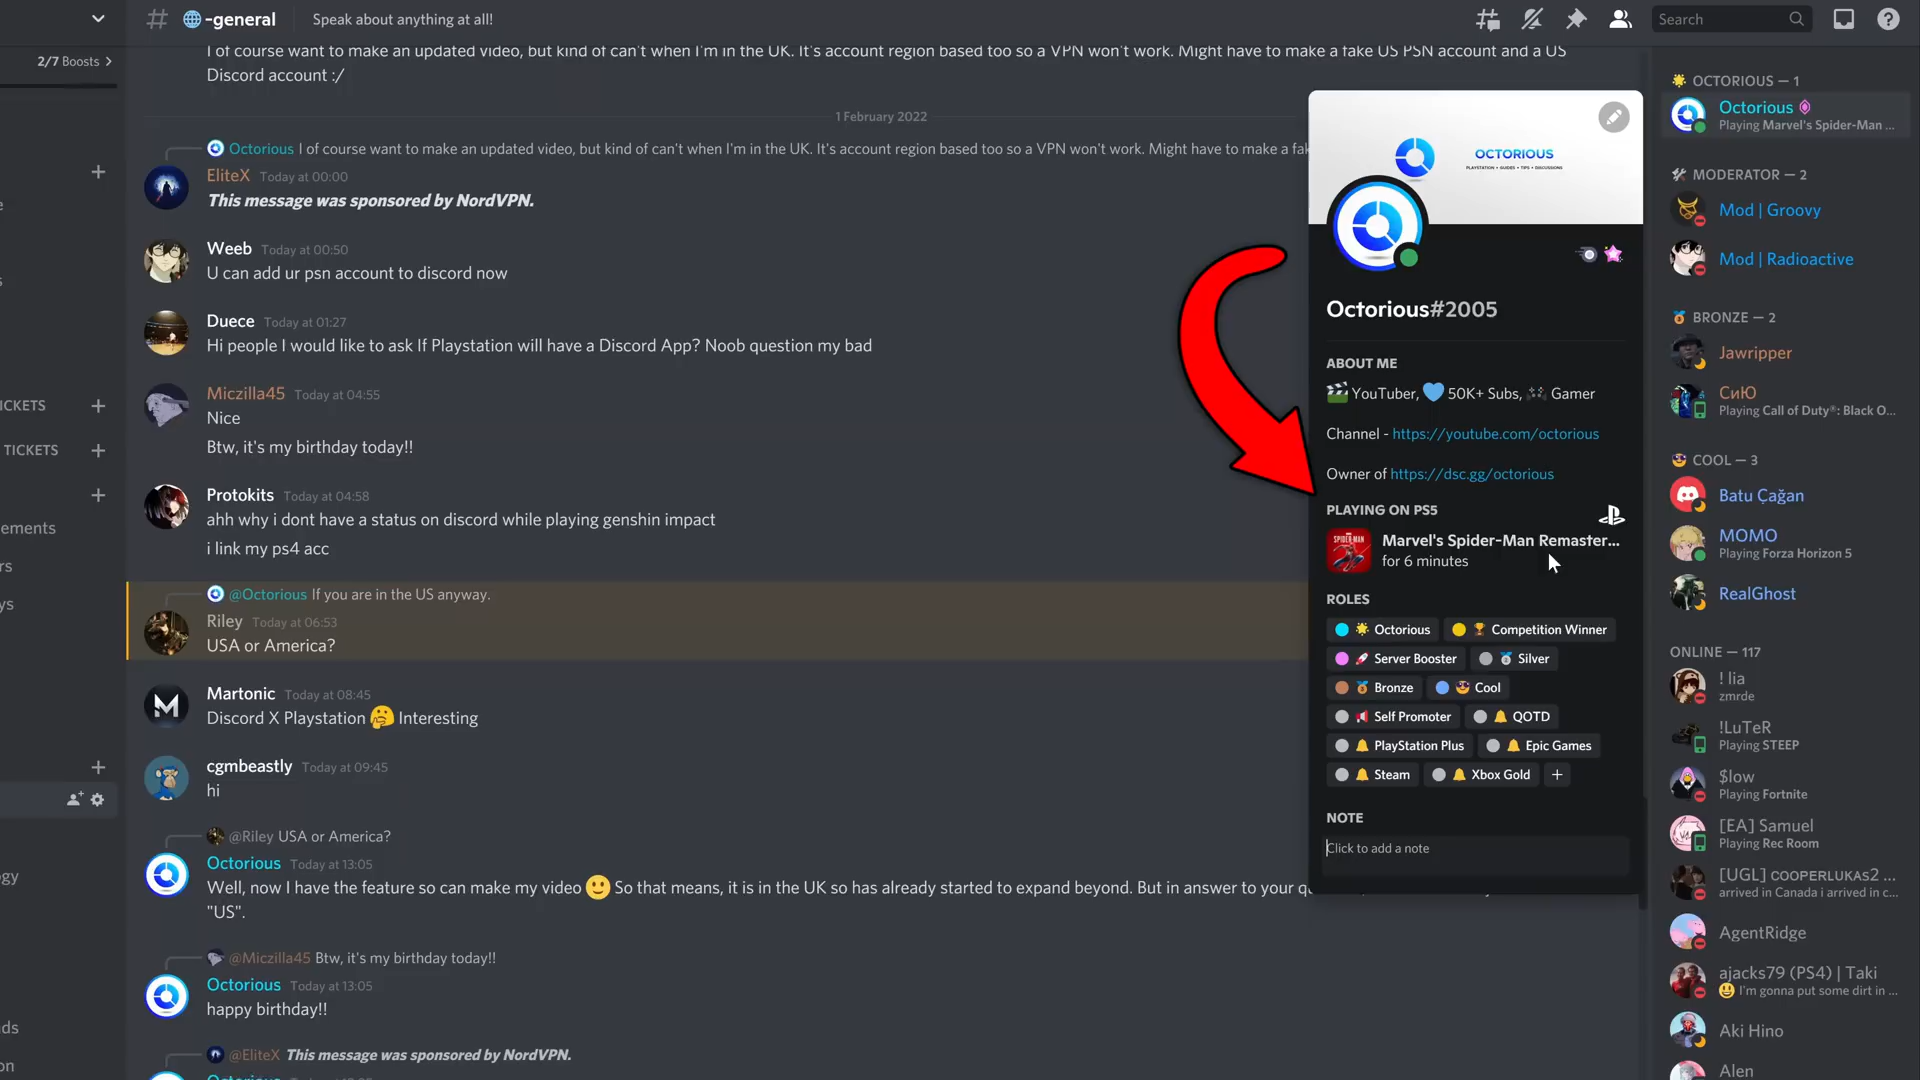 -general
Speak about anything at all!
Search
2/7 Boosts
ICKETS
TICKETS
ements
rs
ys
gy
ds
on
I of course want to make an updated video, but kind of can't when I'm in the UK. It's account region based too so a VPN won't work. Might have to make a fake US PSN account and a US
Discord account :/
1 February 2022
Octorious I of course want to make an updated video, but kind of can't when I'm in the UK. It's account region based too so a VPN won't work. Might have to make a fak
EliteX Today at 00:00
This message was sponsored by NordVPN.
Weeb Today at 00:50
U can add ur psn account to discord now
Duece Today at 01:27
Hi people I would like to ask If Playstation will have a Discord App? Noob question my bad
Miczilla45 Today at 04:55
Nice
Btw, it's my birthday today!!
Protokits Today at 04:58
ahh why i dont have a status on discord while playing genshin impact
i link my ps4 acc
@Octorious If you are in the US anyway.
Riley Today at 06:53
USA or America?
Martonic Today at 08:45
Discord X Playstation 🤔 Interesting
cgmbeastly Today at 09:45
hi
@Riley USA or America?
Octorious Today at 13:05
Well, now I have the feature so can make my video 🙂 So that means, it is in the UK so has already started to expand beyond. But in answer to your qu
"US".
@Miczilla45 Btw, it's my birthday today!!
Octorious Today at 13:05
happy birthday!!
@EliteX This message was sponsored by NordVPN.
OCTORIOUS
PLAYSTATION • GUIDES • TIPS • DISCUSSIONS
Octorious#2005
ABOUT ME
YouTuber, 💙 50K+ Subs, 🎮 Gamer
Channel - https://youtube.com/octorious
Owner of https://dsc.gg/octorious
PLAYING ON PS5
SPIDER-MAN
Marvel's Spider-Man Remaster...
for 6 minutes
ROLES
Octorious
Competition Winner
Server Booster
Silver
Bronze
Cool
Self Promoter
QOTD
PlayStation Plus
Epic Games
Steam
Xbox Gold
NOTE
Click to add a note
OCTORIOUS — 1
Octorious
Playing Marvel's Spider-Man ...
MODERATOR — 2
Mod | Groovy
Mod | Radioactive
BRONZE — 2
Jawripper
СиЮ
Playing Call of Duty®: Black O...
COOL — 3
Batu Çağan
MOMO
Playing Forza Horizon 5
RealGhost
ONLINE — 117
! lia
zmrde
!LuTeR
Playing STEEP
$low
Playing Fortnite
[EA] Samuel
Playing Rec Room
[UGL] COOPERLUKAS2 ...
arrived in Canada i arrived in c...
AgentRidge
ajacks79 (PS4) | Taki
I'm gonna put some dirt in ...
Aki Hino
Alen